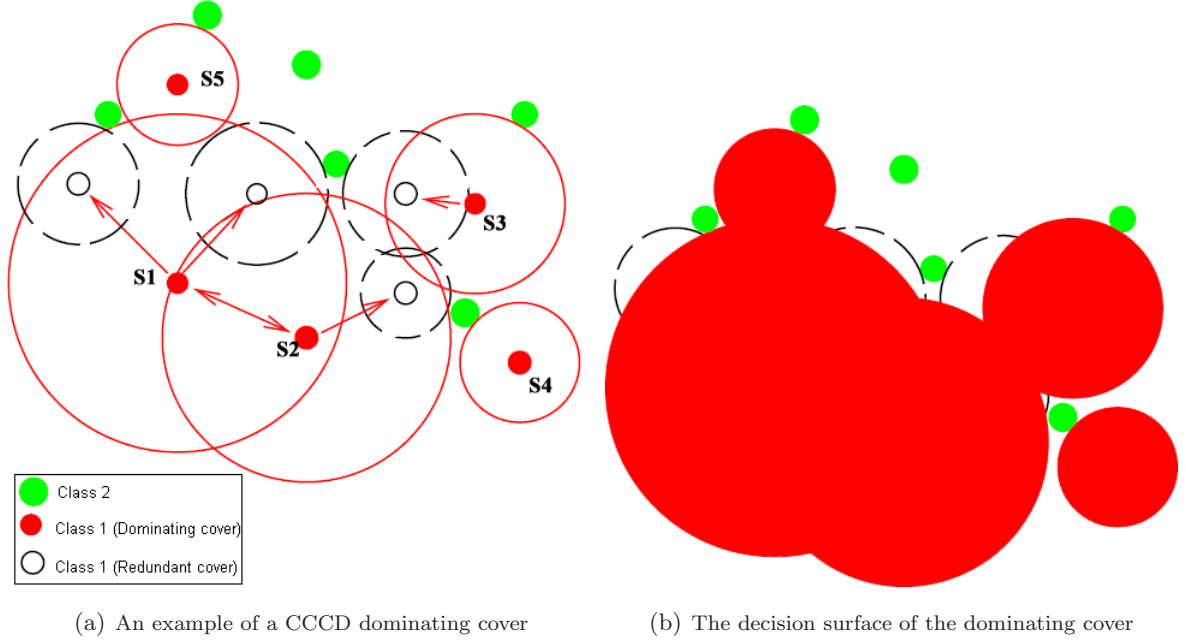 S5
S3
S1
S2
S4
Class 2
Class 1 (Dominating cover)
Class 1 (Redundant cover)
(a) An example of a CCCD dominating cover
(b) The decision surface of the dominating cover